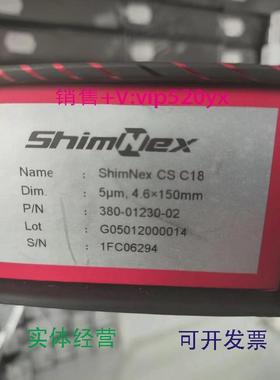 销售+V:vip520yx
ShimNex
Name : ShimNex CS C18
Dim. : 5µm, 4.6×150mm
P/N : 380-01230-02
Lot : G05012000014
S/N : 1FC06294
实体经营 可开发票